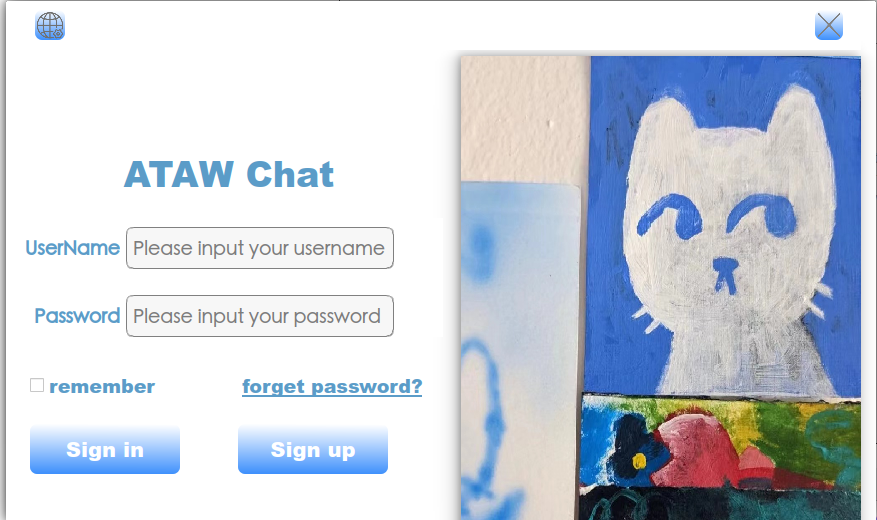 ATAW Chat
UserName Please input your username
Password Please input your password
remember forget password?
Sign in Sign up